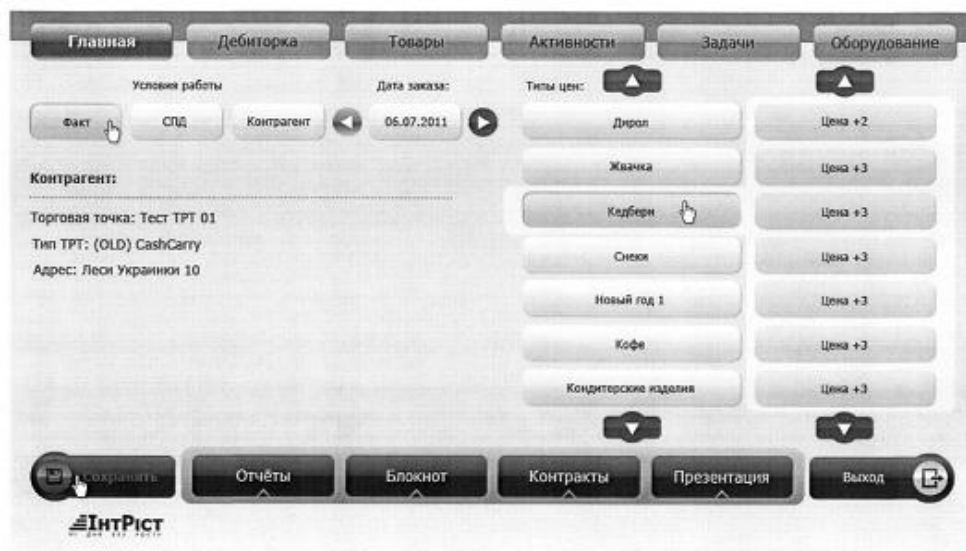 Главная Дебиторка Товары Активности Задачи Оборудование
Условия работы Дата заказа: Типы цен:
Факт СПД Контрагент 06.07.2011 Дирол Цена +2
Жвачка Цена +3
Контрагент:
Кедбери Цена +3
Торговая точка: Тест ТРТ 01
Тип ТРТ: (OLD) CashCarry
Снеки Цена +3
Адрес: Леси Украинки 10
Новый год 1 Цена +3
Кофе Цена +3
Кондитерские изделия Цена +3
Сохранить Отчёты Блокнот Контракты Презентация Выход
ІнтРіст